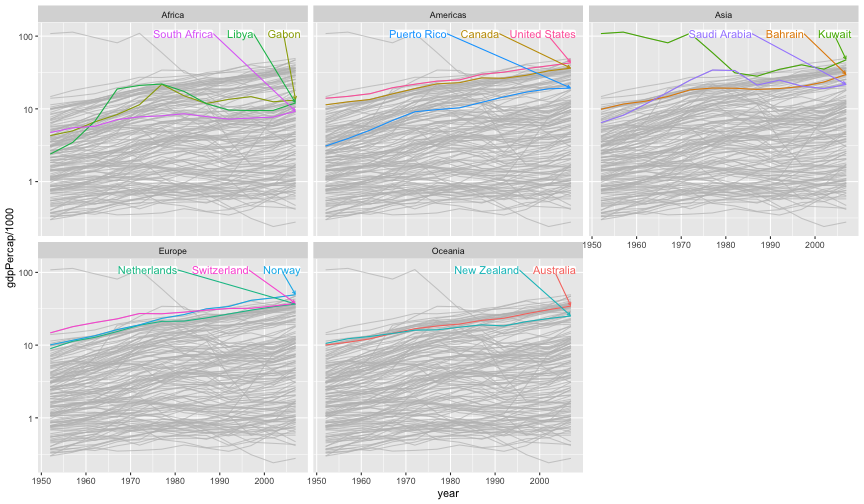 Africa
Americas
Asia
South Africa Libya Gabon
Puerto Rico Canada United States
Saudi Arabia Bahrain Kuwait
100
10
1
1950 1960 1970 1980 1990 2000
Europe
Oceania
Netherlands Switzerland Norway
New Zealand Australia
100
10
1
1950 1960 1970 1980 1990 2000
1950 1960 1970 1980 1990 2000
year
gdpPercap/1000